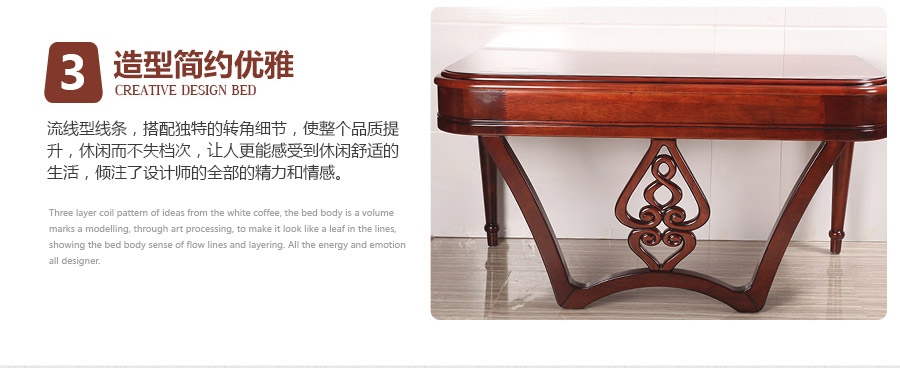 3
造型简约优雅
CREATIVE DESIGN BED
流线型线条，搭配独特的转角细节，使整个品质提
升，休闲而不失档次，让人更能感受到休闲舒适的
生活，倾注了设计师的全部的精力和情感。
Three layer coil pattern of ideas from the white coffee, the bed body is a volume
marks a modelling, through art processing, to make it look like a leaf in the lines,
showing the bed body sense of flow lines and layering. All the energy and emotion
all designer.